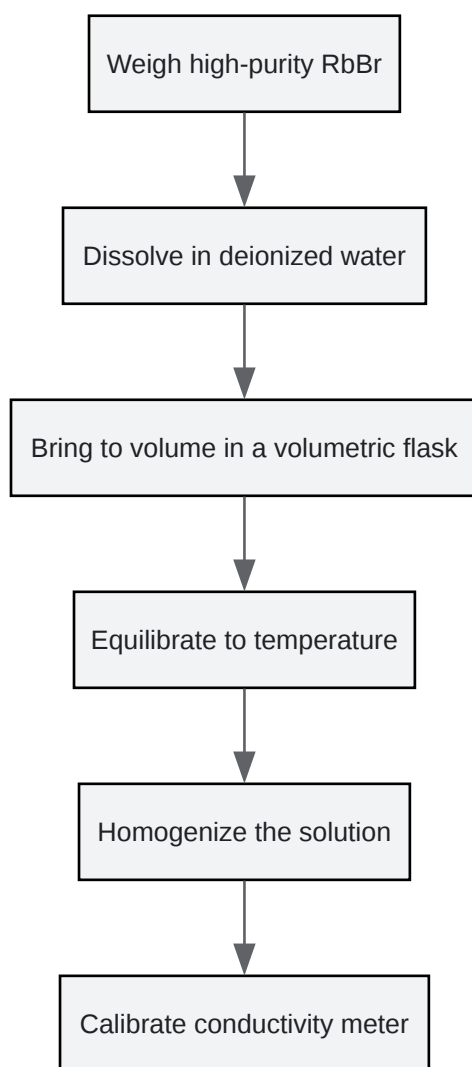 Weigh high-purity RbBr
Dissolve in deionized water
Bring to volume in a volumetric flask
Equilibrate to temperature
Homogenize the solution
Calibrate conductivity meter